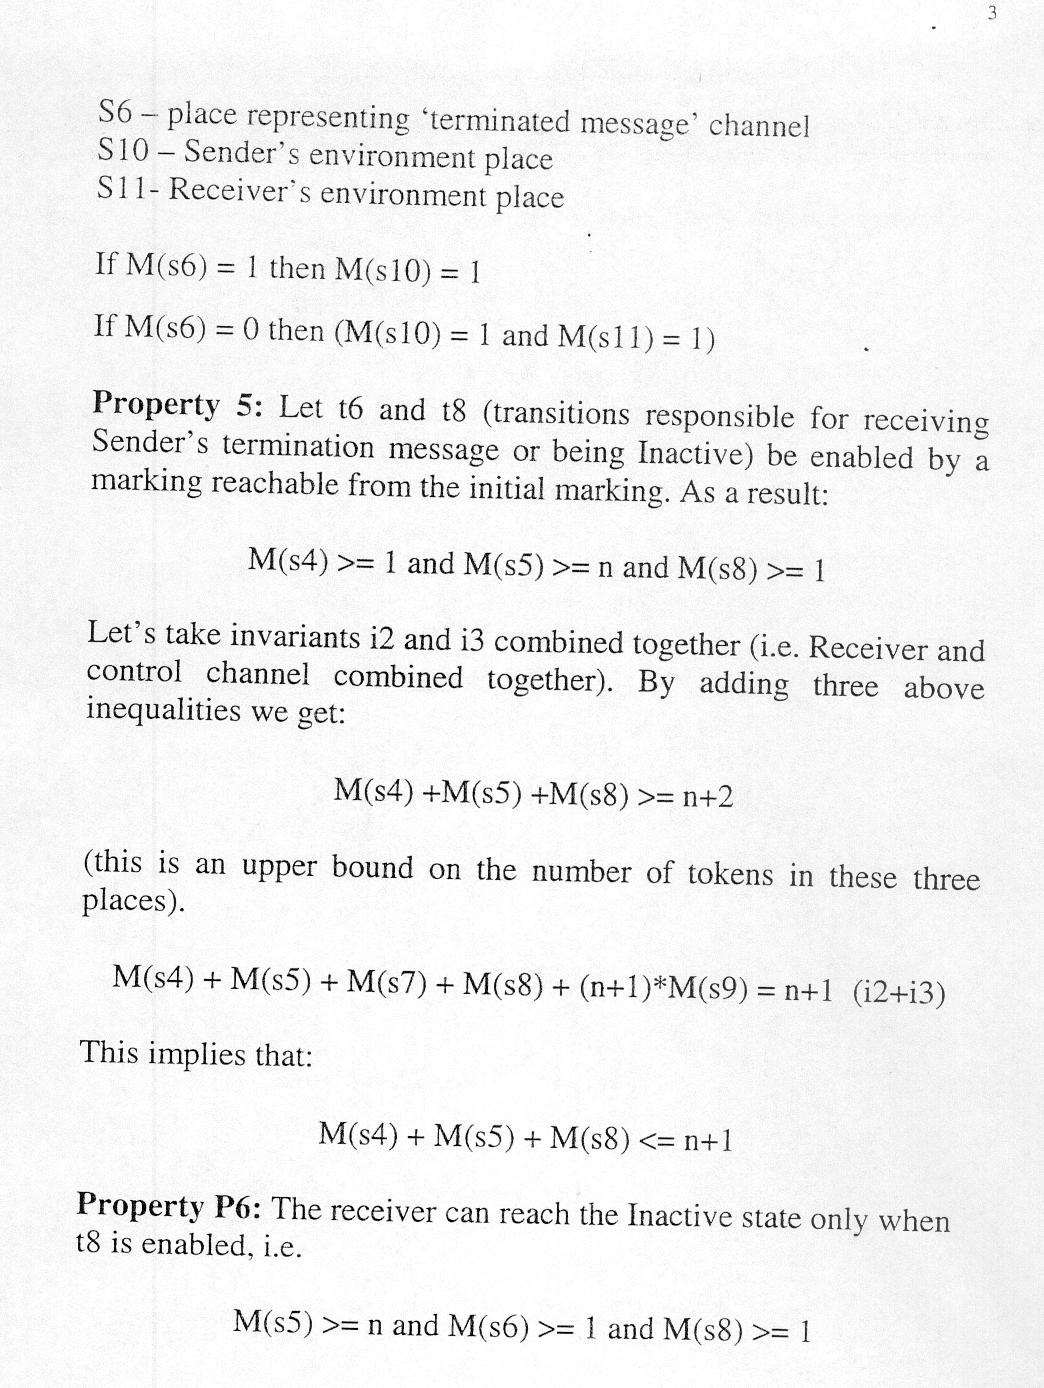 3
S6 – place representing ‘terminated message’ channel
S10 – Sender’s environment place
S11- Receiver’s environment place
If M(s6) = 1 then M(s10) = 1
If M(s6) = 0 then (M(s10) = 1 and M(s11) = 1)
Property 5: Let t6 and t8 (transitions responsible for receiving
Sender’s termination message or being Inactive) be enabled by a
marking reachable from the initial marking. As a result:
M(s4) >= 1 and M(s5) >= n and M(s8) >= 1
Let’s take invariants i2 and i3 combined together (i.e. Receiver and
control channel combined together). By adding three above
inequalities we get:
M(s4) +M(s5) +M(s8) >= n+2
(this is an upper bound on the number of tokens in these three
places).
M(s4) + M(s5) + M(s7) + M(s8) + (n+1)*M(s9) = n+1 (i2+i3)
This implies that:
M(s4) + M(s5) + M(s8) <= n+1
Property P6: The receiver can reach the Inactive state only when
t8 is enabled, i.e.
M(s5) >= n and M(s6) >= 1 and M(s8) >= 1